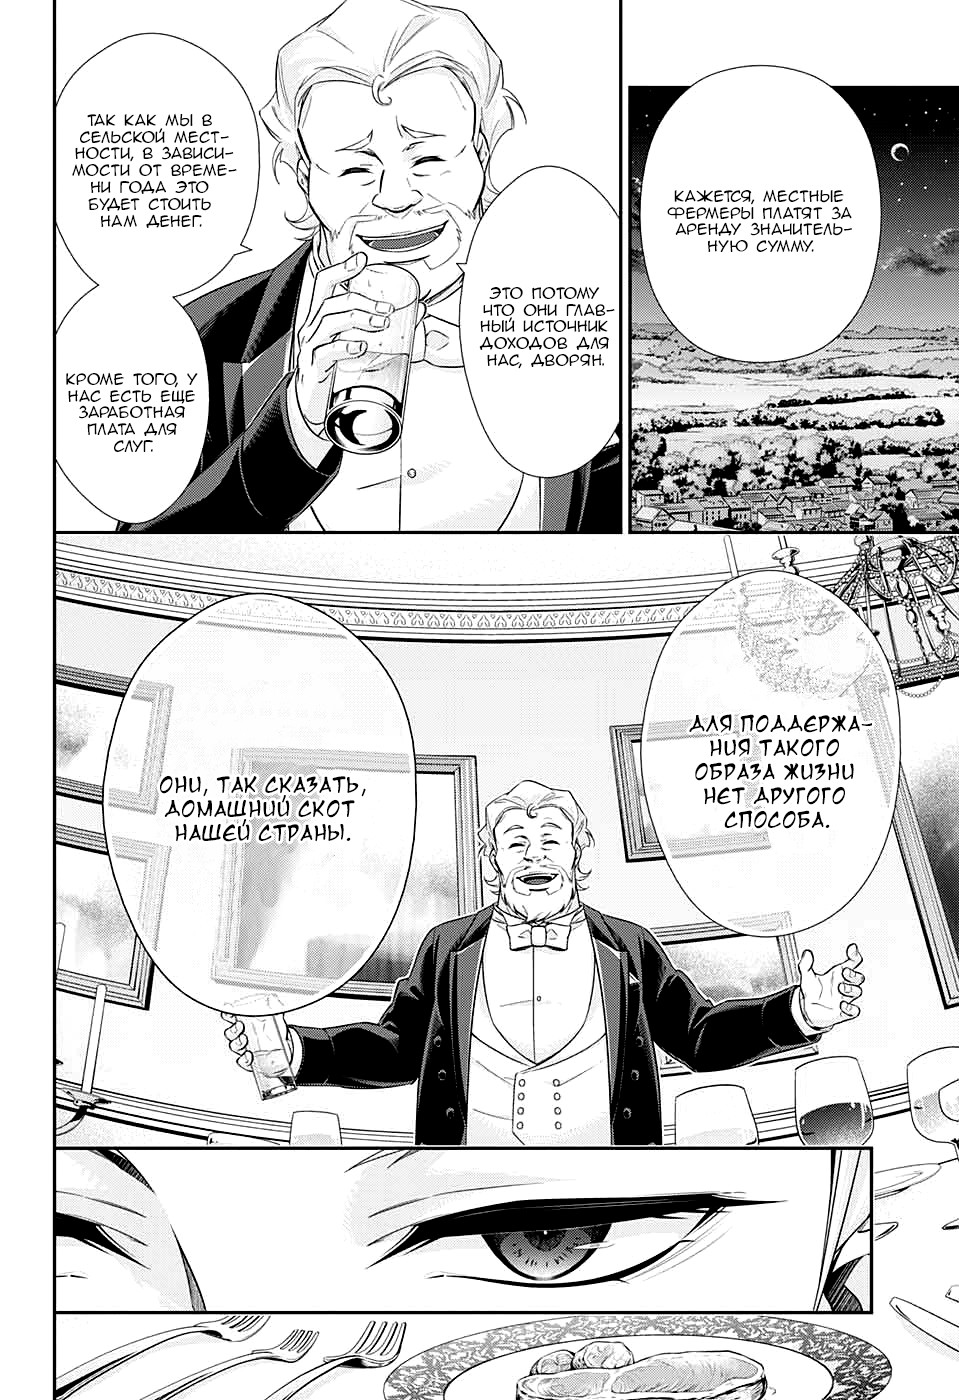 КАЖЕТСЯ, МЕСТНЫЕ
ФЕРМЕРЫ ПЛАТЯТ ЗА
АРЕНДУ ЗНАЧИТЕЛЬ-
НУЮ СУММУ.
ЭТО ПОТОМУ
ЧТО ОНИ ГЛАВ-
НЫЙ ИСТОЧНИК
ДОХОДОВ ДЛЯ
НАС, ДВОРЯН.
ТАК КАК МЫ В
СЕЛЬСКОЙ МЕСТ-
НОСТИ, В ЗАВИСИ-
МОСТИ ОТ ВРЕМЕ-
НИ ГОДА ЭТО
БУДЕТ СТОИТЬ
НАМ ДЕНЕГ.
КРОМЕ ТОГО, У
НАС ЕСТЬ ЕЩЕ
ЗАРАБОТНАЯ
ПЛАТА ДЛЯ
СЛУГ.
ДЛЯ ПОДДЕРЖА-
НИЯ ТАКОГО
ОБРАЗА ЖИЗНИ
НЕТ ДРУГОГО
СПОСОБА.
ОНИ, ТАК СКАЗАТЬ,
ДОМАШНИЙ СКОТ
НАШЕЙ СТРАНЫ.